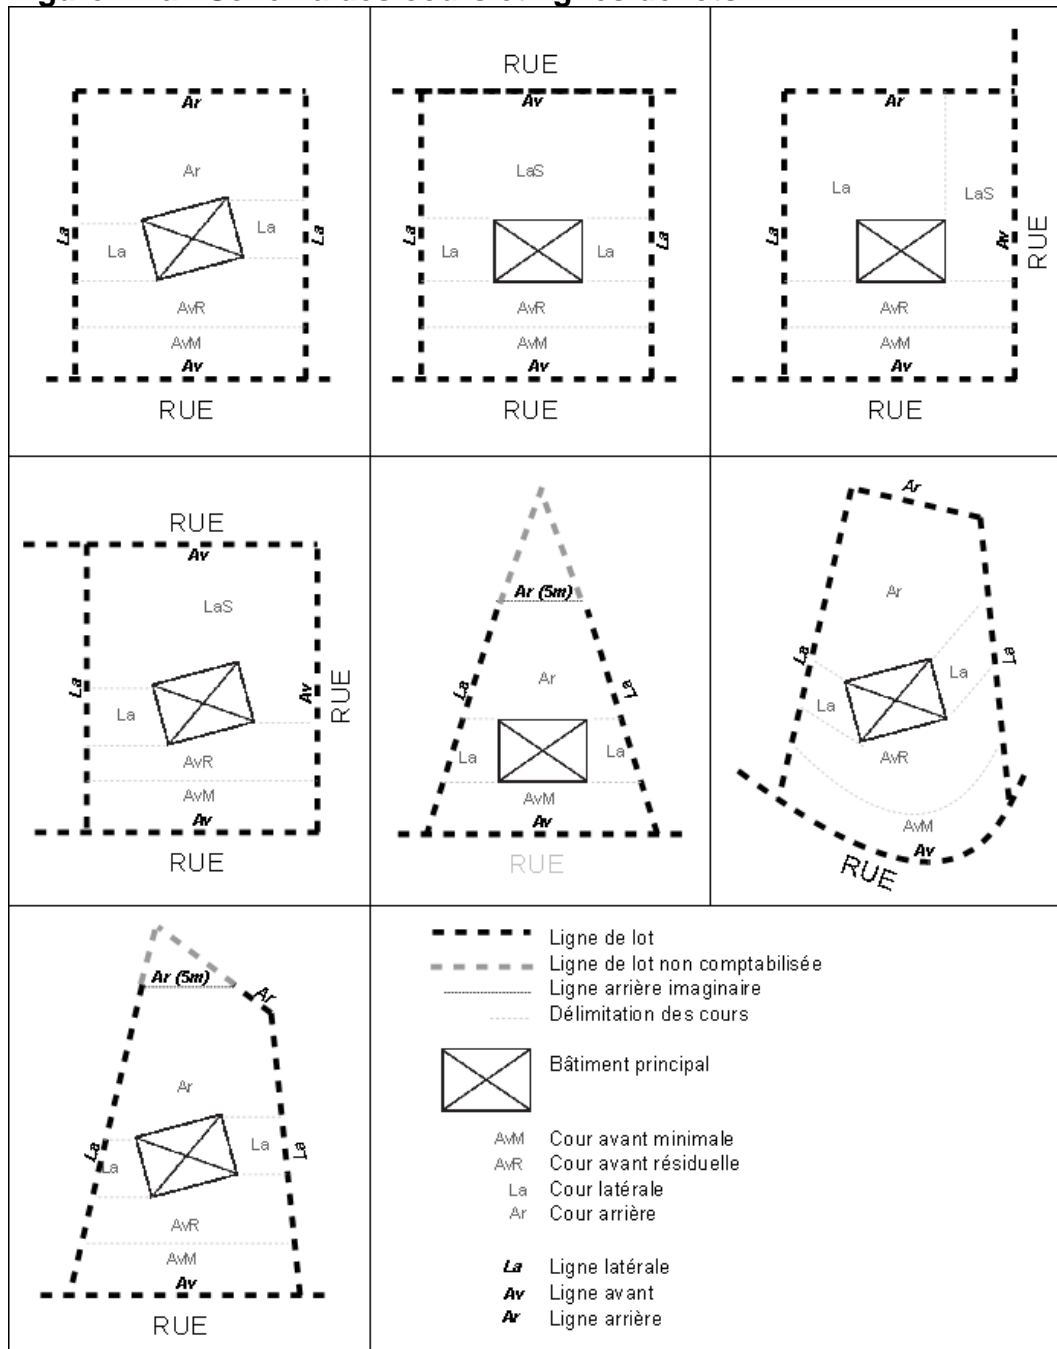 Ar
Ar
La
La
La
La
AvR
AvM
Av
RUE
RUE
Av
LaS
La
La
La
La
AvR
AvM
Av
RUE
Ar
La
LaS
La
Av
RUE
AvR
AvM
Av
RUE
RUE
Av
LaS
La
La
Av
RUE
AvR
AvM
Av
RUE
Ar (5m)
Ar
La
La
La
La
AvM
Av
RUE
Ar
Ar
La
La
La
La
AvR
AvM
Av
RUE
Ar (5m)
Ar
Ar
La
La
La
La
AvR
AvM
Av
RUE
Ligne de lot
Ligne de lot non comptabilisée
Ligne arrière imaginaire
Délimitation des cours
Bâtiment principal
AvM Cour avant minimale
AvR Cour avant résiduelle
La Cour latérale
Ar Cour arrière
La Ligne latérale
Av Ligne avant
Ar Ligne arrière